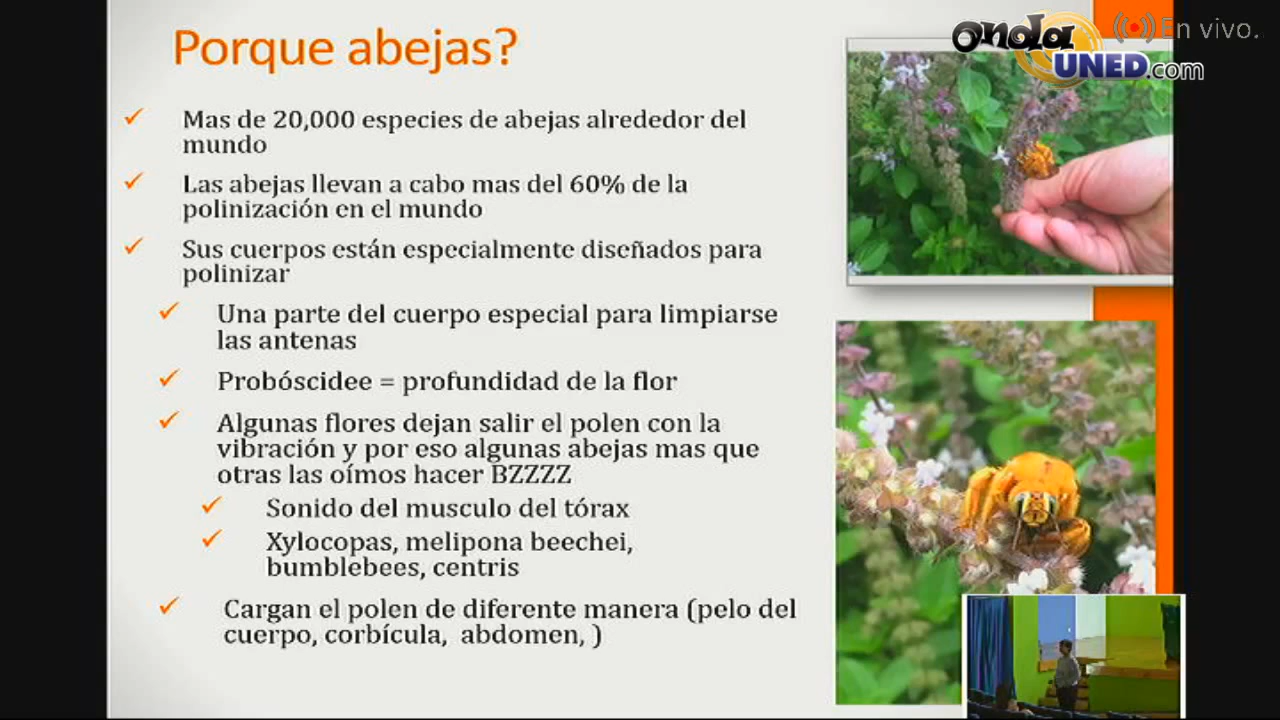 Porque abejas?
onda
UNED.com
En vivo.
Mas de 20,000 especies de abejas alrededor del
mundo
Las abejas llevan a cabo mas del 60% de la
polinización en el mundo
Sus cuerpos están especialmente diseñados para
polinizar
Una parte del cuerpo especial para limpiarse
las antenas
Probóscidee = profundidad de la flor
Algunas flores dejan salir el polen con la
vibración y por eso algunas abejas mas que
otras las oímos hacer BZZZZ
Sonido del musculo del tórax
Xylocopas, melipona beechei,
bumblebees, centris
Cargan el polen de diferente manera (pelo del
cuerpo, corbícula, abdomen, )